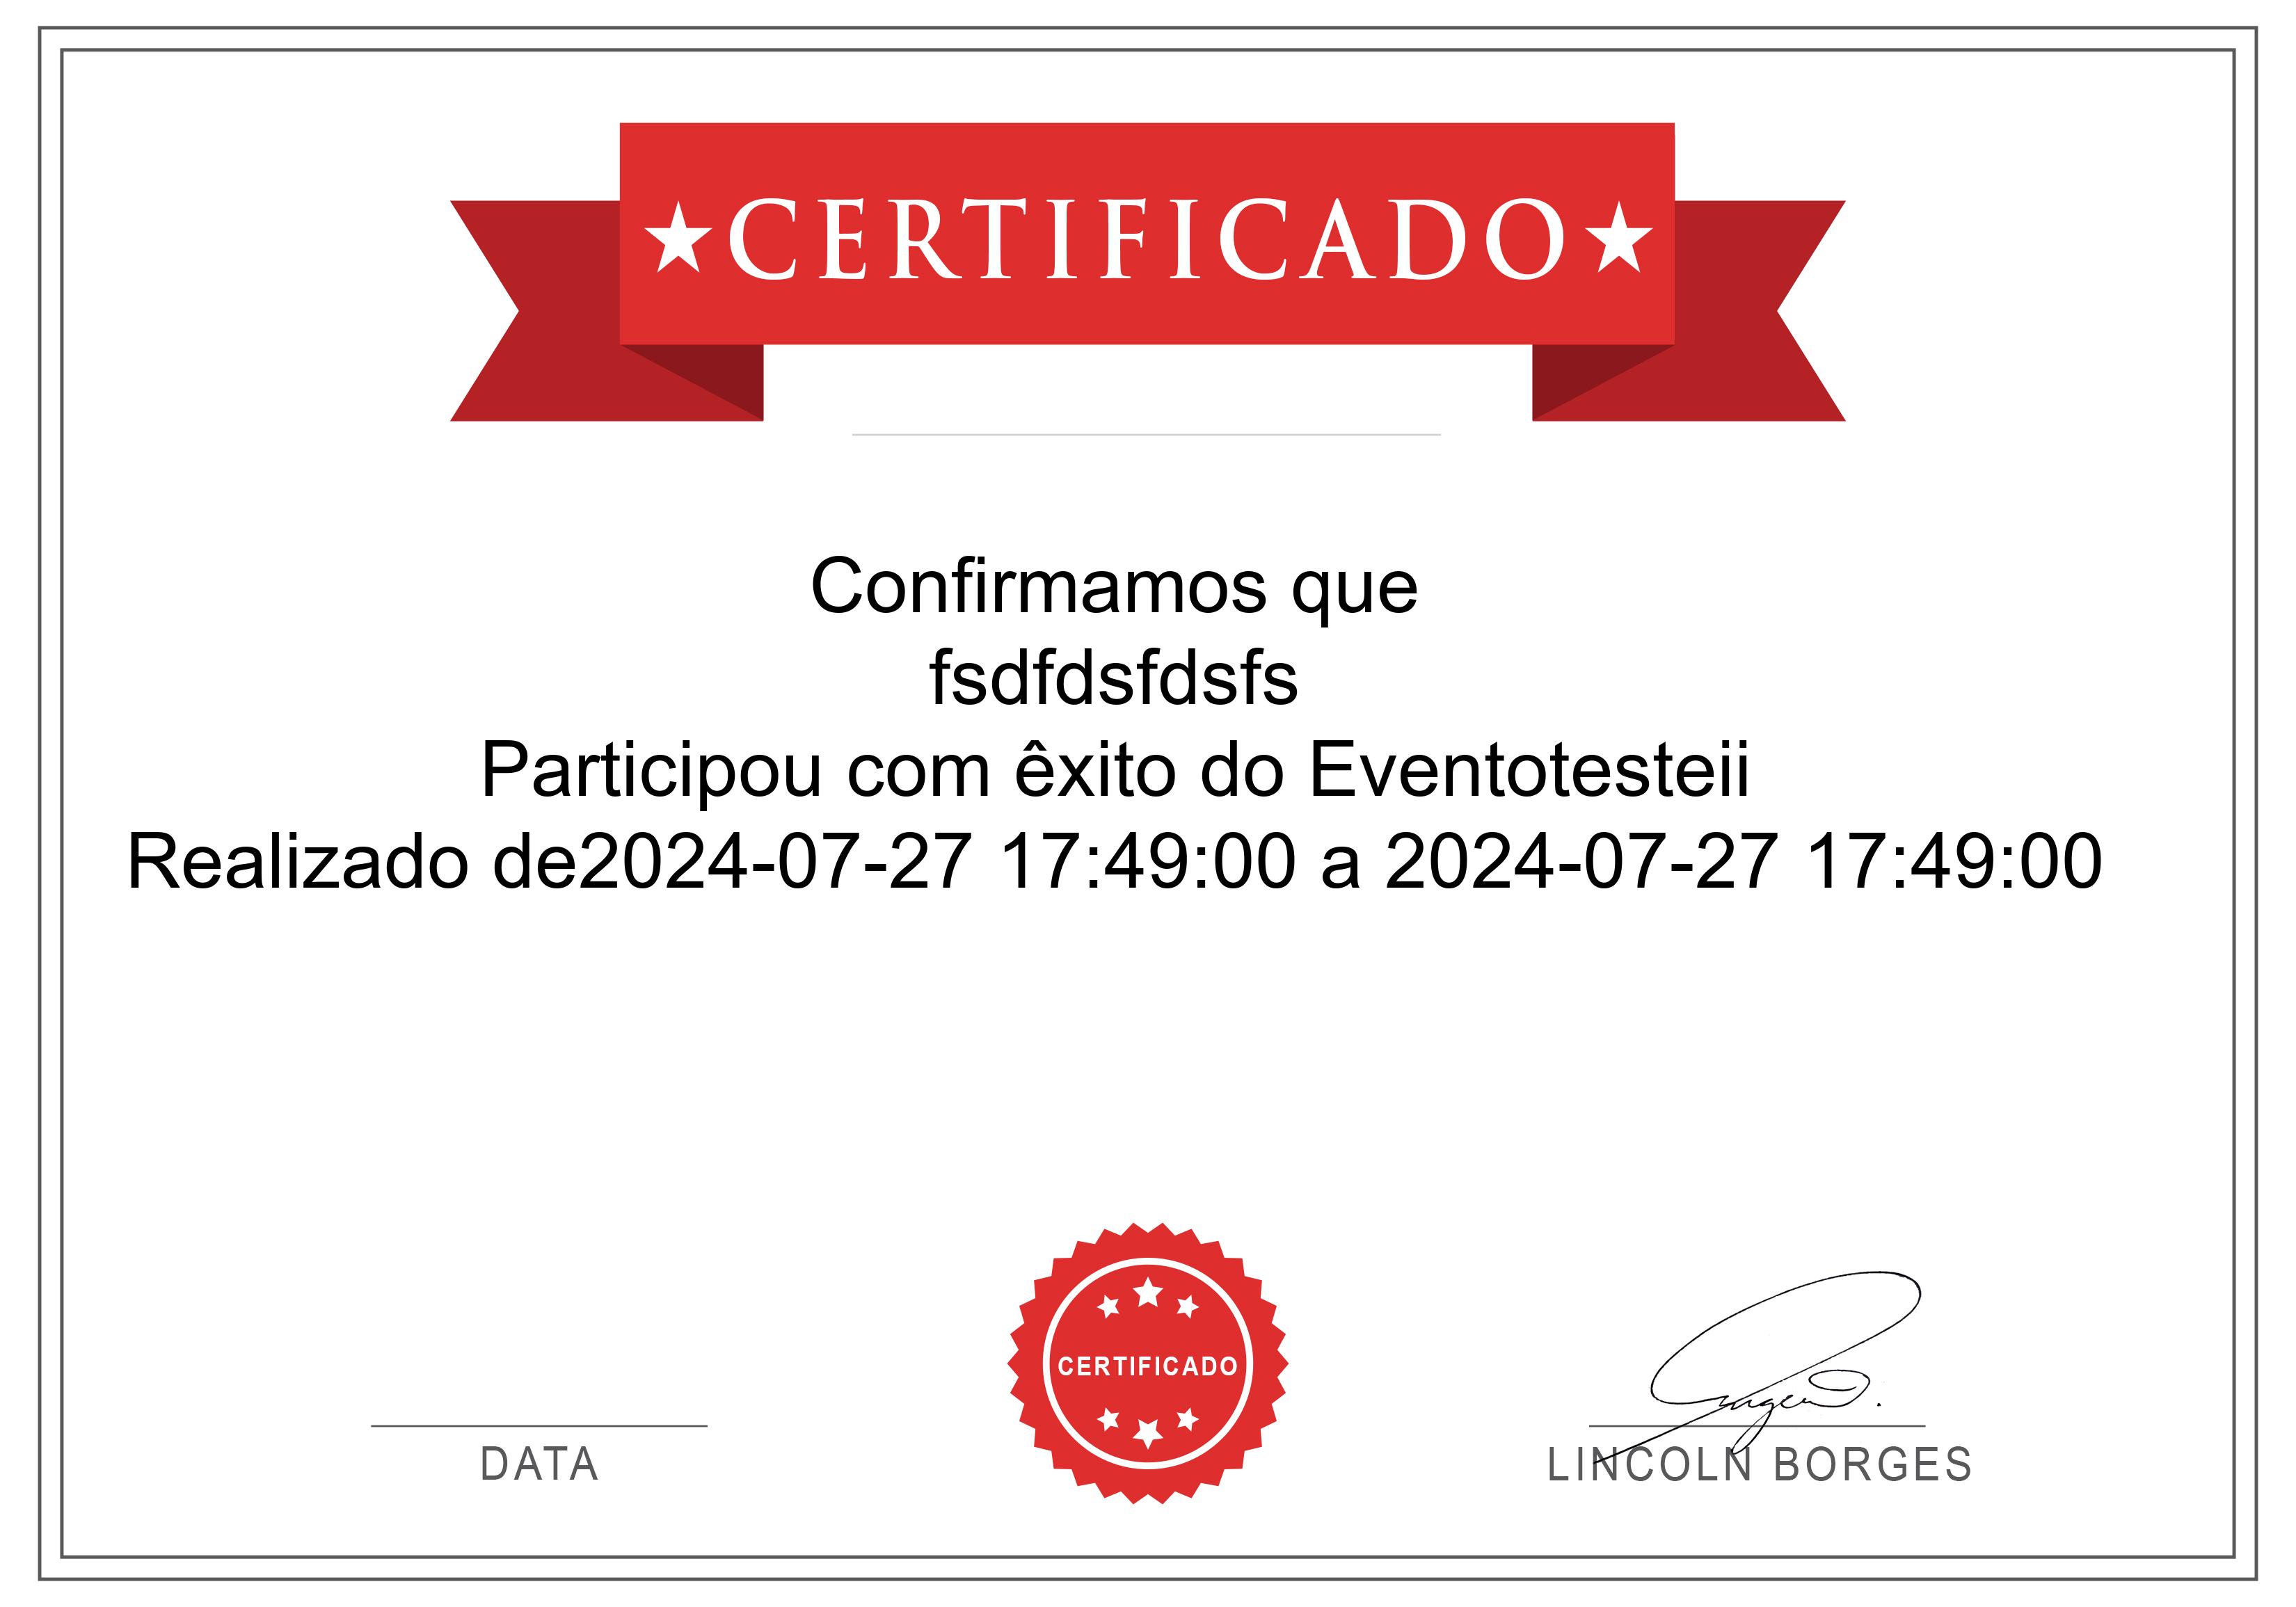 CERTIFICADO
Confirmamos que
fsdfdsfdsfs
Participou com êxito do Eventotesteii
Realizado de2024-07-27 17:49:00 a 2024-07-27 17:49:00
CERTIFICADO
DATA
LINCOLN BORGES